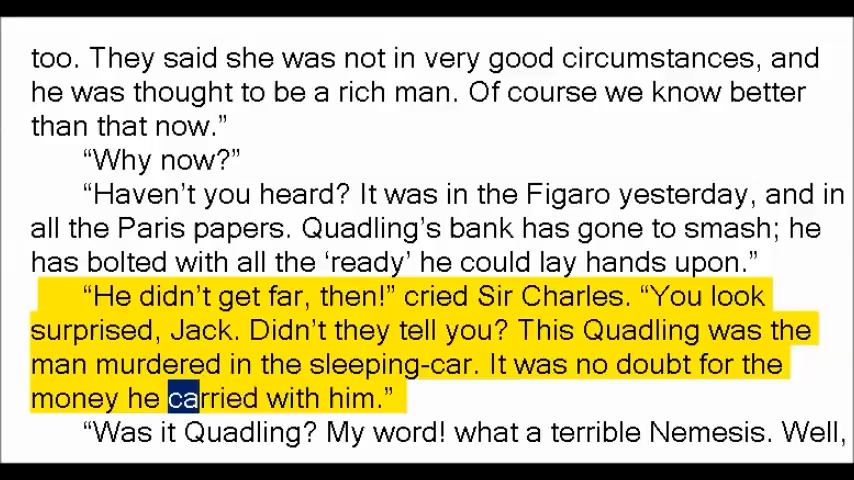 too. They said she was not in very good circumstances, and
he was thought to be a rich man. Of course we know better
than that now.”
“Why now?”
“Haven’t you heard? It was in the Figaro yesterday, and in
all the Paris papers. Quadling’s bank has gone to smash; he
has bolted with all the ‘ready’ he could lay hands upon.”
“He didn’t get far, then!” cried Sir Charles. “You look
surprised, Jack. Didn’t they tell you? This Quadling was the
man murdered in the sleeping-car. It was no doubt for the
money he carried with him.”
“Was it Quadling? My word! what a terrible Nemesis. Well,